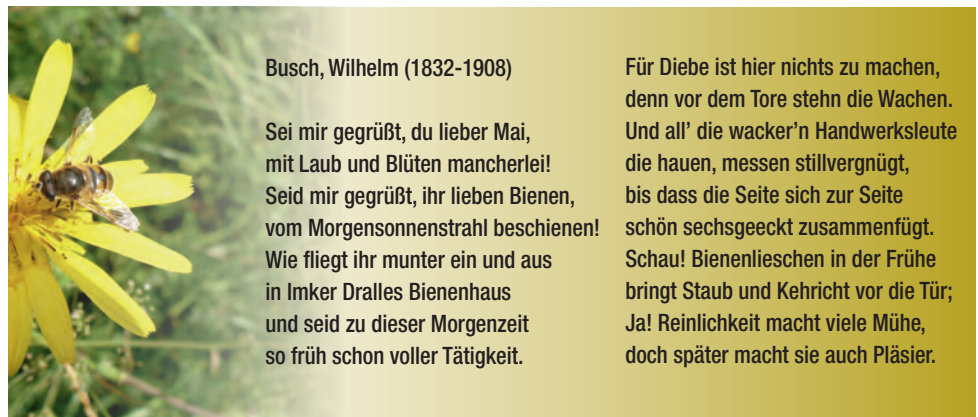 Busch, Wilhelm (1832-1908)
Sei mir gegrüßt, du lieber Mai,
mit Laub und Blüten mancherlei!
Seid mir gegrüßt, ihr lieben Bienen,
vom Morgensonnenstrahl beschienen!
Wie fliegt ihr munter ein und aus
in Imker Dralles Bienenhaus
und seid zu dieser Morgenzeit
so früh schon voller Tätigkeit.
Für Diebe ist hier nichts zu machen,
denn vor dem Tore stehn die Wachen.
Und all’ die wacker’n Handwerksleute
die hauen, messen stillvergnügt,
bis dass die Seite sich zur Seite
schön sechsgeeckt zusammenfügt.
Schau! Bienenlieschen in der Frühe
bringt Staub und Kehricht vor die Tür;
Ja! Reinlichkeit macht viele Mühe,
doch später macht sie auch Pläsier.